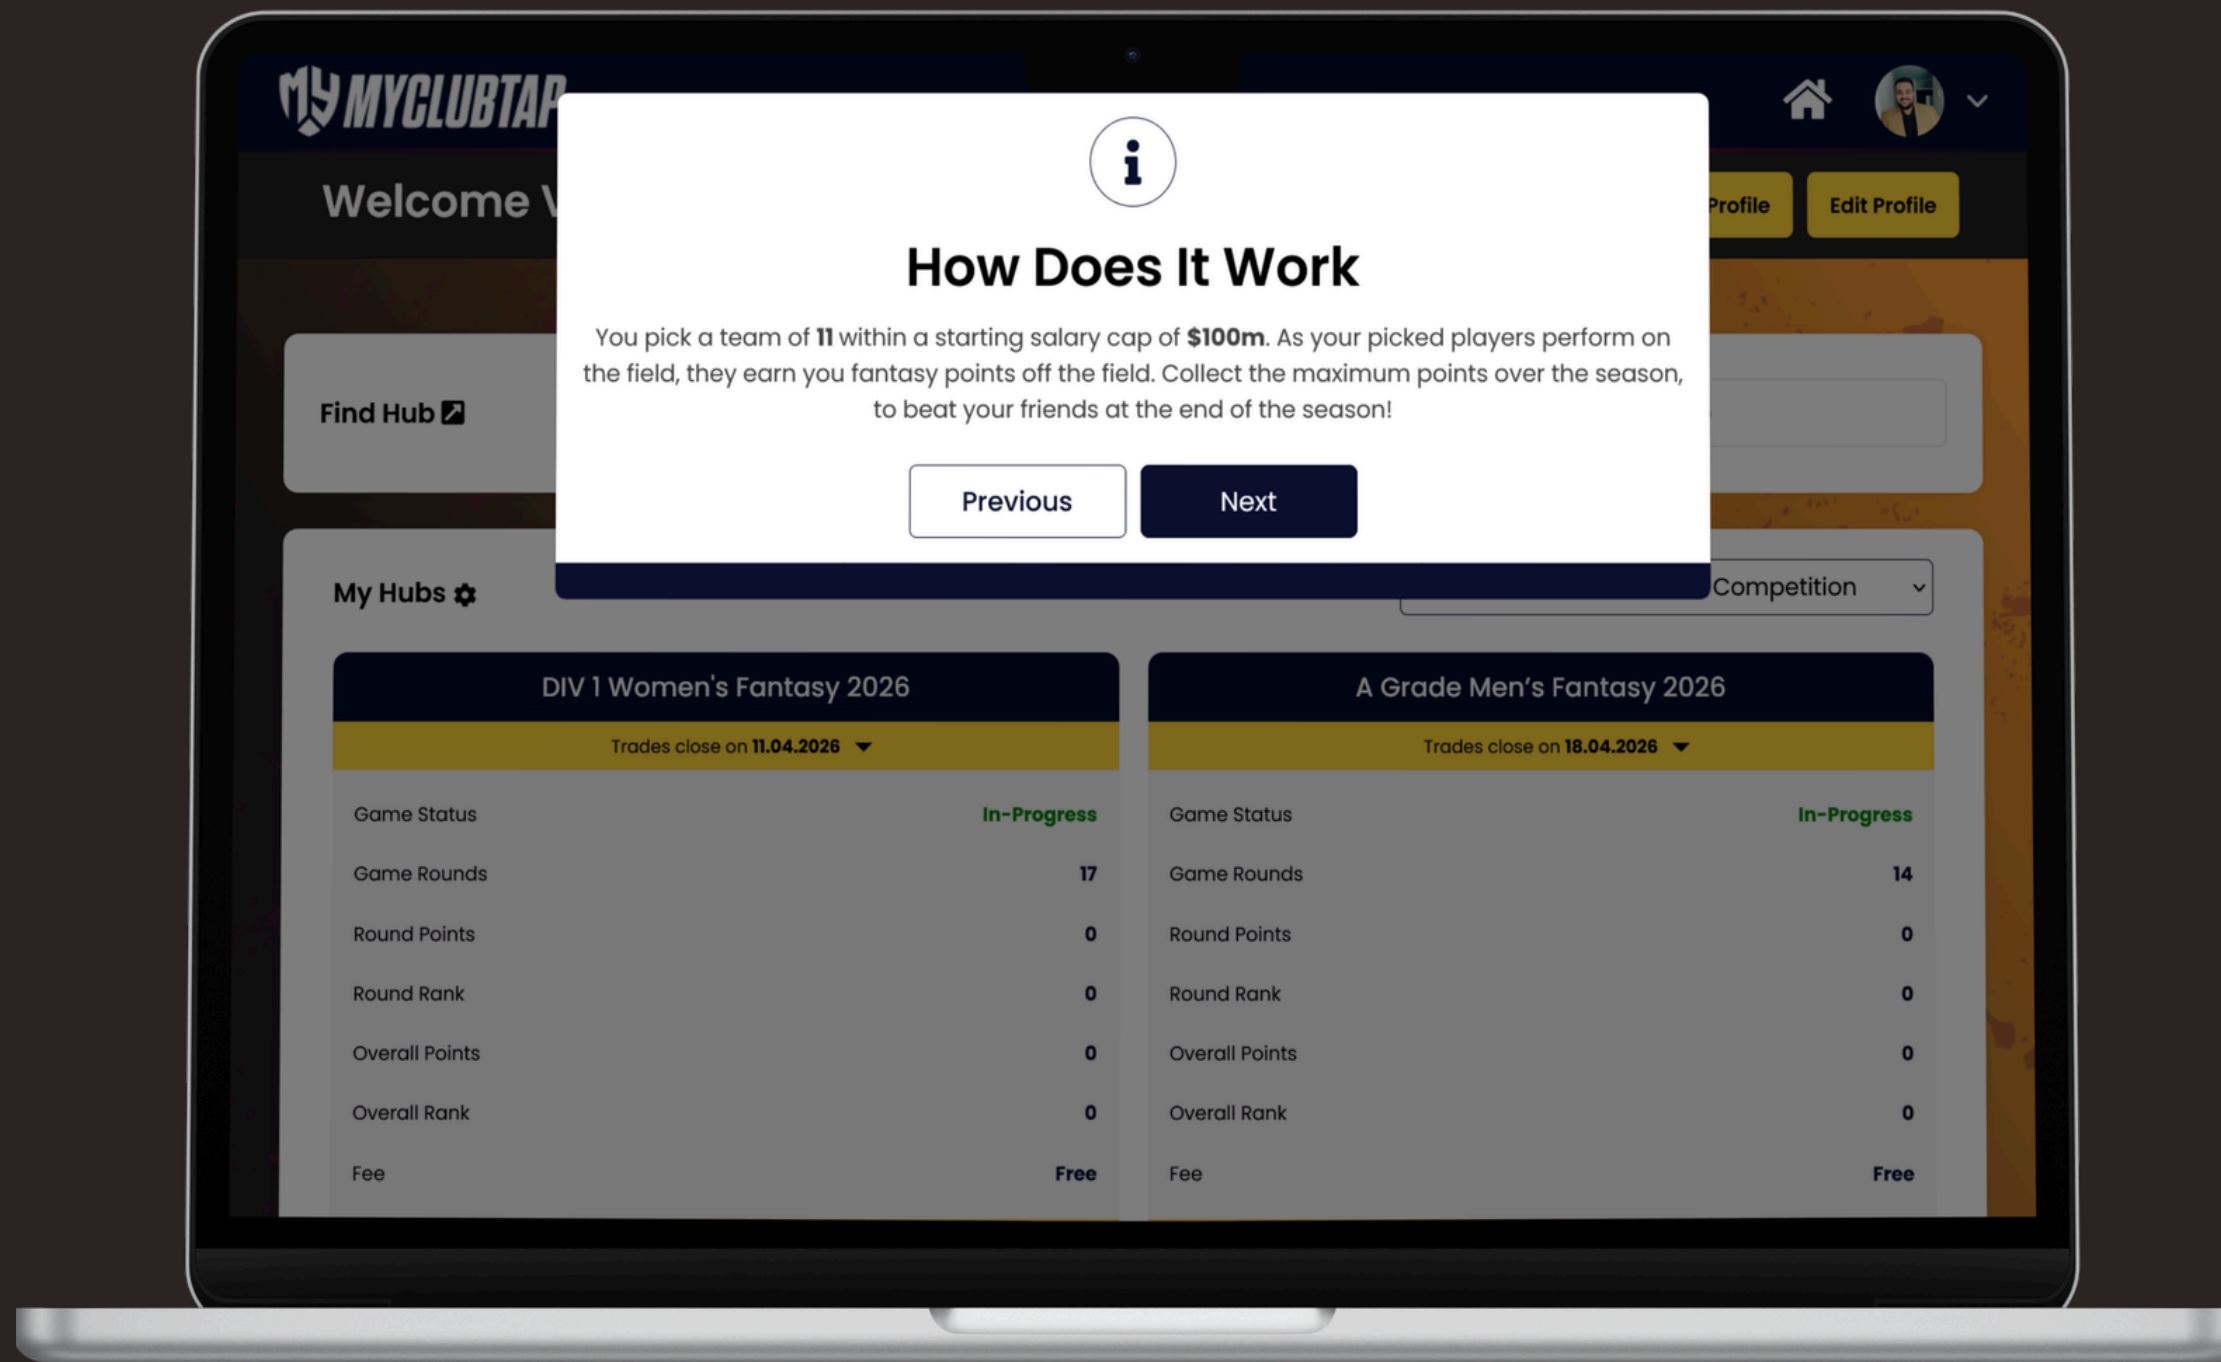 MYCLUBTAP
Welcome
Profile
Edit Profile
How Does It Work
You pick a team of 11 within a starting salary cap of $100m. As your picked players perform on
the field, they earn you fantasy points off the field. Collect the maximum points over the season,
to beat your friends at the end of the season!
Previous
Next
Find Hub
My Hubs
Competition
DIV 1 Women's Fantasy 2026
Trades close on 11.04.2026
Game Status In-Progress
Game Rounds 17
Round Points 0
Round Rank 0
Overall Points 0
Overall Rank 0
Fee Free
A Grade Men’s Fantasy 2026
Trades close on 18.04.2026
Game Status In-Progress
Game Rounds 14
Round Points 0
Round Rank 0
Overall Points 0
Overall Rank 0
Fee Free